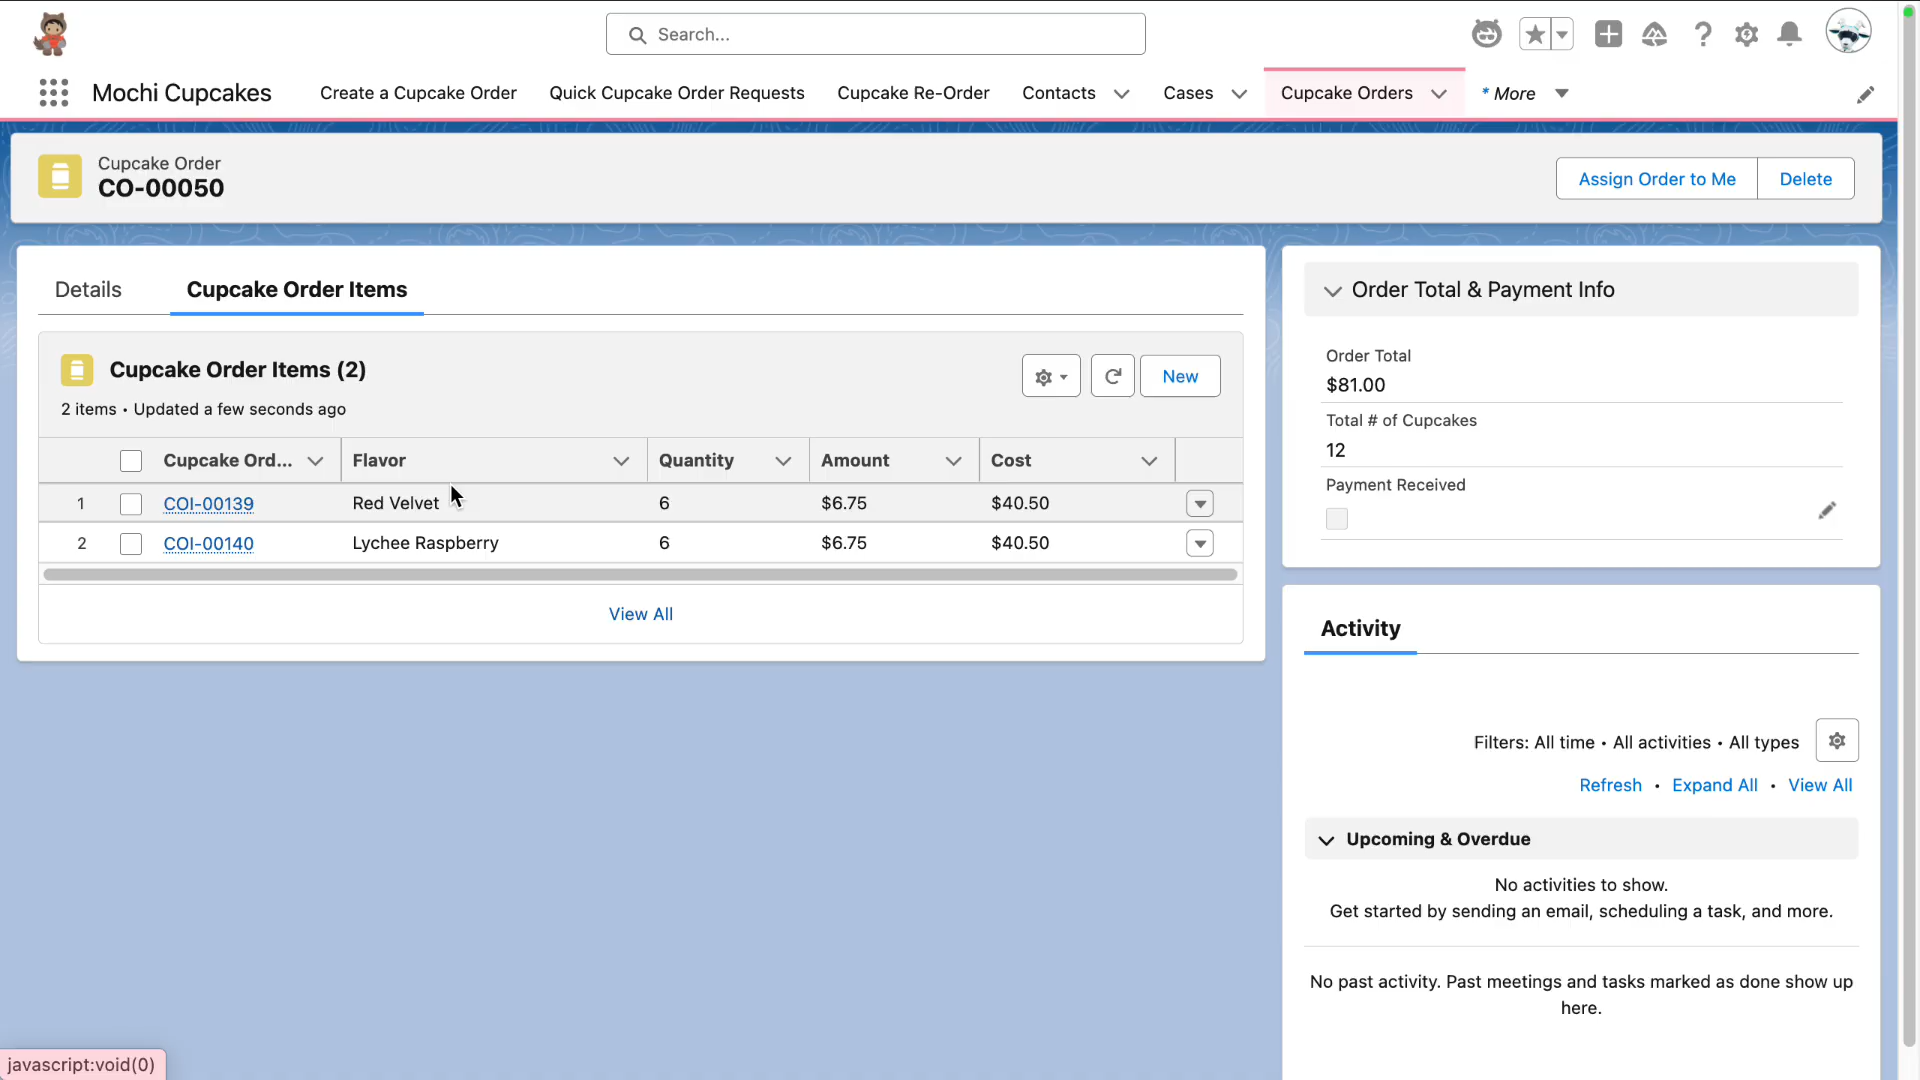 Search...
Mochi Cupcakes
Create a Cupcake Order
Quick Cupcake Order Requests
Cupcake Re-Order
Contacts
Cases
Cupcake Orders
* More
Cupcake Order
CO-00050
Assign Order to Me
Delete
Details
Cupcake Order Items
Cupcake Order Items (2)
2 items • Updated a few seconds ago
New
Cupcake Ord... Flavor Quantity Amount Cost
1 COI-00139 Red Velvet 6 $6.75 $40.50
2 COI-00140 Lychee Raspberry 6 $6.75 $40.50
View All
Order Total & Payment Info
Order Total
$81.00
Total # of Cupcakes
12
Payment Received
Activity
Filters: All time • All activities • All types
Refresh • Expand All • View All
Upcoming & Overdue
No activities to show.
Get started by sending an email, scheduling a task, and more.
No past activity. Past meetings and tasks marked as done show up
here.
javascript:void(0)